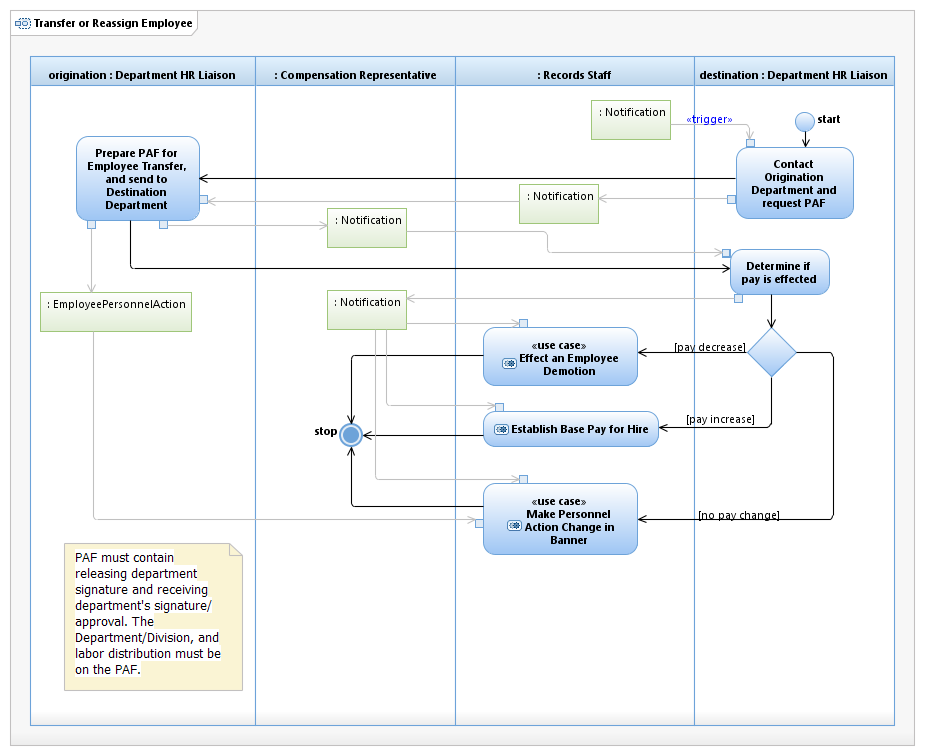 Transfer or Reassign Employee
origination : Department HR Liaison
: Compensation Representative
: Records Staff
destination : Department HR Liaison
: Notification
«trigger»
start
Prepare PAF for
Employee Transfer,
and send to
Destination
Department
Contact
Origination
Department and
request PAF
: Notification
: Notification
Determine if
pay is effected
: EmployeePersonnelAction
: Notification
«use case»
Effect an Employee
Demotion
[pay decrease]
stop
Establish Base Pay for Hire
[pay increase]
«use case»
Make Personnel
Action Change in
Banner
[no pay change]
PAF must contain
releasing department
signature and receiving
department's signature/
approval. The
Department/Division, and
labor distribution must be
on the PAF.